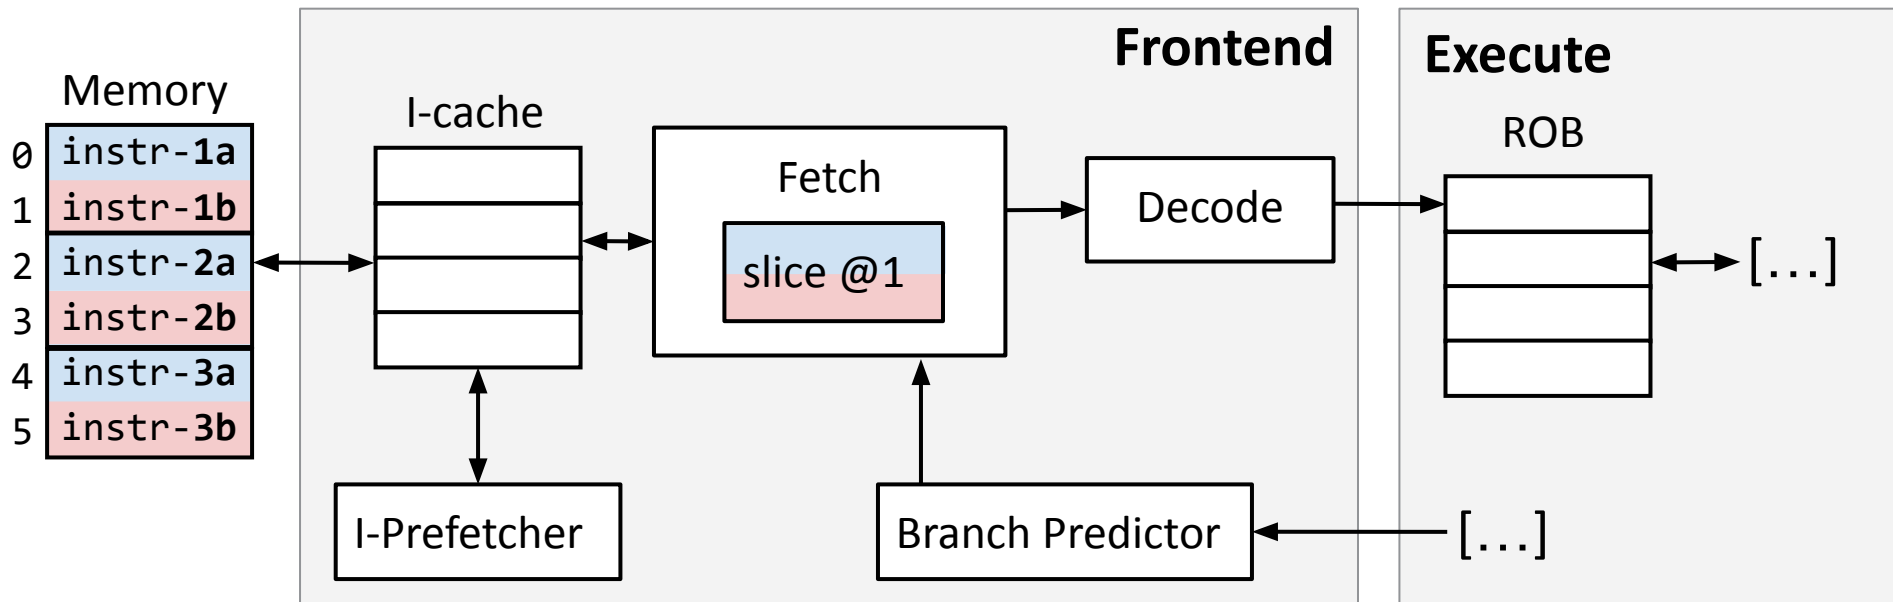 Frontend
Execute
Memory
I-cache
ROB
0 instr-1a
1 instr-1b
2 instr-2a
3 instr-2b
4 instr-3a
5 instr-3b
Fetch
slice @1
Decode
[...]
I-Prefetcher
Branch Predictor
[...]